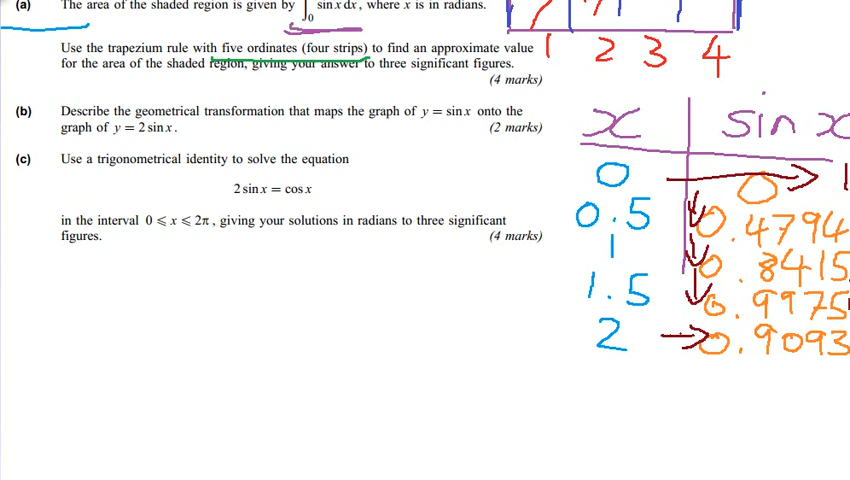 (a) The area of the shaded region is given by ∫0 sin x dx, where x is in radians.
Use the trapezium rule with five ordinates (four strips) to find an approximate value
for the area of the shaded region, giving your answer to three significant figures.
(4 marks)
(b) Describe the geometrical transformation that maps the graph of y = sin x onto the
graph of y = 2 sin x. (2 marks)
(c) Use a trigonometrical identity to solve the equation
2 sin x = cos x
in the interval 0 ⩽ x ⩽ 2π, giving your solutions in radians to three significant
figures. (4 marks)
1 2 3 4
x sin x
0 0
0.5 0.4794
1 0.8415
1.5 0.9975
2 0.9093